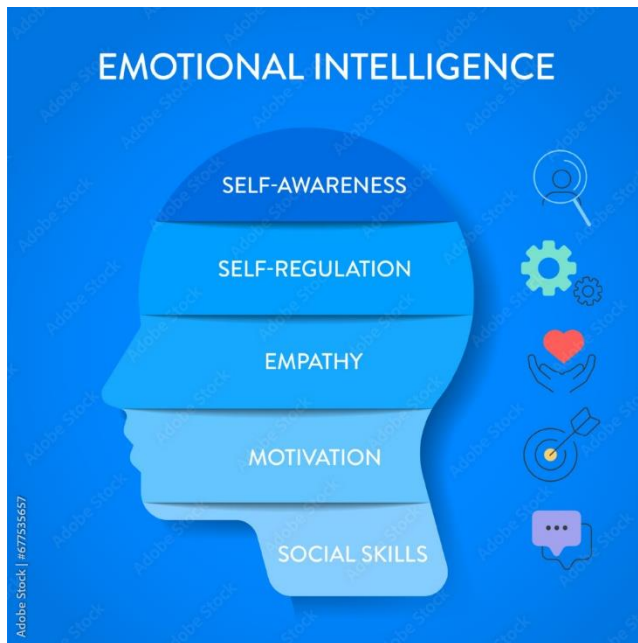 EMOTIONAL INTELLIGENCE
SELF-AWARENESS
SELF-REGULATION
EMPATHY
MOTIVATION
SOCIAL SKILLS
Adobe Stock | #677535657